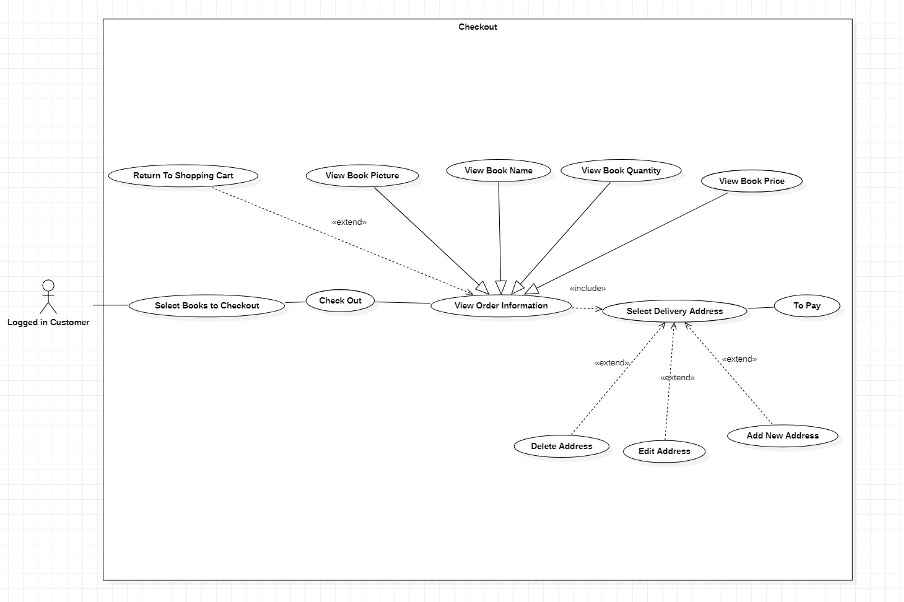 Checkout
Return To Shopping Cart
View Book Picture
View Book Name
View Book Quantity
View Book Price
«extend»
«include»
Logged in Customer
Select Books to Checkout
Check Out
View Order Information
Select Delivery Address
To Pay
«extend»
«extend»
«extend»
Delete Address
Edit Address
Add New Address